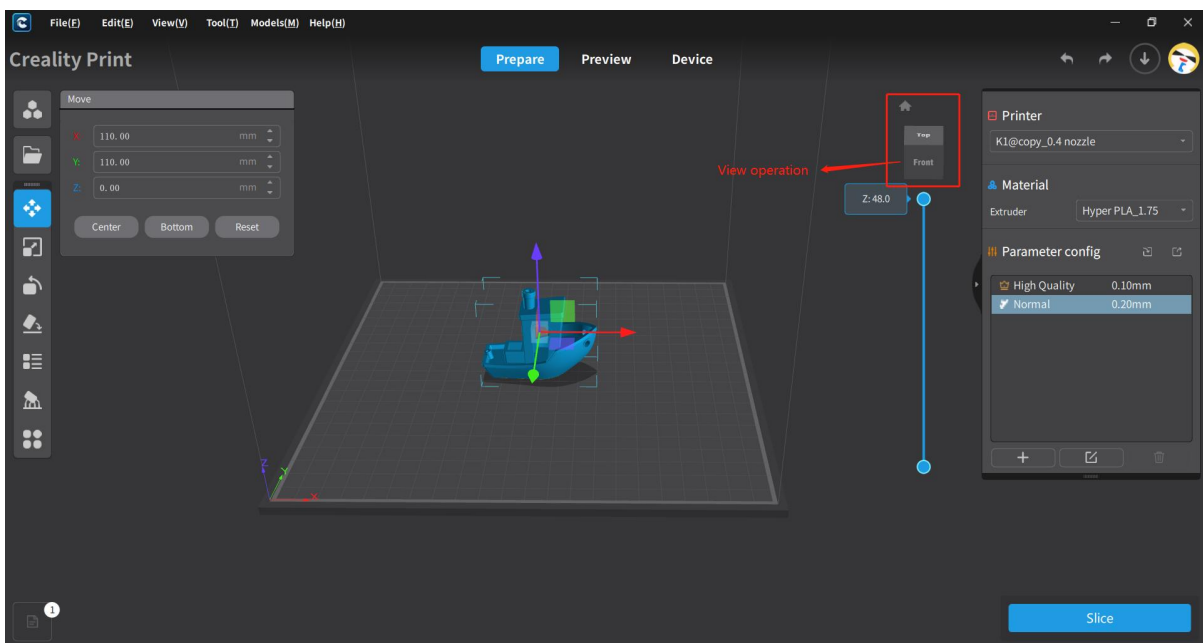 File(F) Edit(E) View(V) Tool(T) Models(M) Help(H)
Creality Print
Prepare Preview Device
Move
X: 110.00 mm
Y: 110.00 mm
Z: 0.00 mm
Center Bottom Reset
Top
Front
View operation
Z: 48.0
Printer
K1@copy_0.4 nozzle
Material
Extruder Hyper PLA_1.75
Parameter config
High Quality 0.10mm
Normal 0.20mm
Z
Y
X
1
Slice